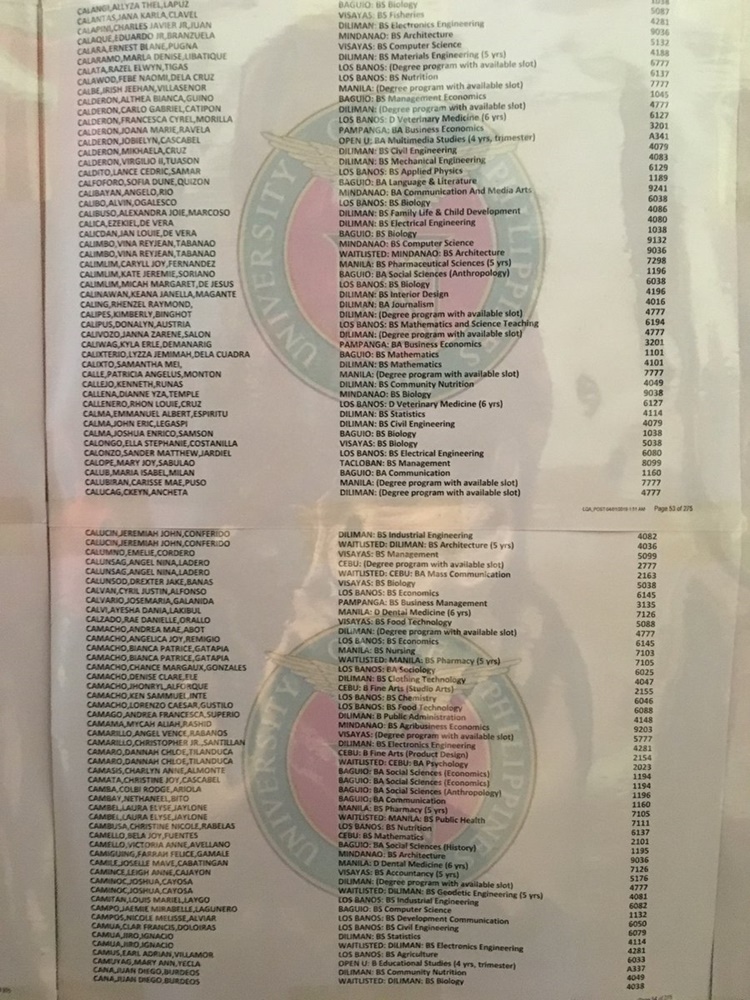 CALANGI,ALLYZA THEL,LAPUZ BAGUIO: BS Biology 1038
CALANTAS,JANA KARLA,CLAVEL VISAYAS: BS Fisheries 5087
CALAPINI,CHARLES JAVIER JR,JUAN DILIMAN: BS Electronics Engineering 4281
CALAQUE,EDUARDO JR,BRANZUELA MINDANAO: BS Architecture 9036
CALARA,ERNEST BLANE,PUGNA VISAYAS: BS Computer Science 5132
CALARAMO,MARLA DENISE,LIBATIQUE DILIMAN: BS Materials Engineering (5 yrs) 4188
CALATA,RAZEL ELWYN,TIGAS LOS BANOS: (Degree program with available slot) 6777
CALAWOD,FEBE NAOMI,DELA CRUZ LOS BANOS: BS Nutrition 6137
CALBE,IRISH JEEHAN,VILLASENOR MANILA: (Degree program with available slot) 7777
CALDERON,ALTHEA BIANCA,GUINO BAGUIO: BS Management Economics 1045
CALDERON,CARLO GABRIEL,CATIPON DILIMAN: (Degree program with available slot) 4777
CALDERON,FRANCESCA CYREL,MORILLA LOS BANOS: D Veterinary Medicine (6 yrs) 6127
CALDERON,JOANA MARIE,RAVELA PAMPANGA: BA Business Economics 3201
CALDERON,JOBIELYN,CASCABEL OPEN U: BA Multimedia Studies (4 yrs, trimester) A341
CALDERON,MIKHAELA,CRUZ DILIMAN: BS Civil Engineering 4079
CALDERON,VIRGILIO II,TUASON DILIMAN: BS Mechanical Engineering 4083
CALDITO,LANCE CEDRIC,SAMAR LOS BANOS: BS Applied Physics 6129
CALFOFORO,SOFIA DUNE,QUIZON BAGUIO: BA Language & Literature 1189
CALIBAYAN,ANGELO,RIO MINDANAO: BA Communication And Media Arts 9241
CALIBO,ALVIN,OGALESCO LOS BANOS: BS Biology 6038
CALIBUSO,ALEXANDRA JOIE,MARCOSO DILIMAN: BS Family Life & Child Development 4086
CALICA,EZEKIEL,DE VERA DILIMAN: BS Electrical Engineering 4080
CALICDAN,JAN LOUIE,DE VERA BAGUIO: BS Biology 1038
CALIMBO,VINA REYJEAN,TABANAO MINDANAO: BS Computer Science 9132
CALIMBO,VINA REYJEAN,TABANAO WAITLISTED: MINDANAO: BS Architecture 9036
CALIMLIM,CARYLL JOY,FERNANDEZ MANILA: BS Pharmaceutical Sciences (5 yrs) 7298
CALIMLIM,KATE JEREMIE,SORIANO BAGUIO: BA Social Sciences (Anthropology) 1196
CALIMLIM,MICAH MARGARET,DE JESUS LOS BANOS: BS Biology 6038
CALINAWAN,KEANA JANELLA,MAGANTE DILIMAN: BS Interior Design 4196
CALING,RHENZEL RAYMOND, DILIMAN: BA Journalism 4016
CALIPES,KIMBERLY,BINGHOT DILIMAN: (Degree program with available slot) 4777
CALIPUS,DONALYN,AUSTRIA LOS BANOS: BS Mathematics and Science Teaching 6194
CALIVOZO,JANNA ZARENE,SALON DILIMAN: (Degree program with available slot) 4777
CALIWAG,KYLA ERLE,DEMANARIG PAMPANGA: BA Business Economics 3201
CALIXTERIO,LYZZA JEMIMAH,DELA CUADRA BAGUIO: BS Mathematics 1101
CALIXTO,SAMANTHA MEI, DILIMAN: BS Mathematics 4101
CALLE,PATRICIA ANGELUS,MONTON MANILA: (Degree program with available slot) 7777
CALLEJO,KENNETH,RUNAS DILIMAN: BS Community Nutrition 4049
CALLENA,DIANNE YZA,TEMPLE MINDANAO: BS Biology 9038
CALLENERO,RHON LOUIE,CRUZ LOS BANOS: D Veterinary Medicine (6 yrs) 6127
CALMA,EMMANUEL ALBERT,ESPIRITU DILIMAN: BS Statistics 4114
CALMA,JOHN ERIC,LEGASPI DILIMAN: BS Civil Engineering 4079
CALMA,JOSHUA ENRICO,SAMSON BAGUIO: BS Biology 1038
CALONGO,ELLA STEPHANIE,COSTANILLA VISAYAS: BS Biology 5038
CALONZO,SANDER MATTHEW,JARDIEL LOS BANOS: BS Electrical Engineering 6080
CALOPE,MARY JOY,SABULAO TACLOBAN: BS Management 8099
CALUB,MARIA ISABEL,MILAN BAGUIO: BA Communication 1160
CALUBIRAN,CARISSE MAE,PUSO MANILA: (Degree program with available slot) 7777
CALUCAG,CKEYN,ANCHETA DILIMAN: (Degree program with available slot) 4777
Page 53 of 275
CALUCIN,JEREMIAH JOHN,CONFERIDO DILIMAN: BS Industrial Engineering 4082
CALUCIN,JEREMIAH JOHN,CONFERIDO WAITLISTED: DILIMAN: BS Architecture (5 yrs) 4036
CALUMNO,EMELIE,CORDERO VISAYAS: BS Management 5099
CALUNSAG,ANGEL NINA,LADERO CEBU: (Degree program with available slot) 2777
CALUNSAG,ANGEL NINA,LADERO WAITLISTED: CEBU: BA Mass Communication 2163
CALUNSOD,DREXTER JAKE,BANAS VISAYAS: BS Biology 5038
CALVAN,CYRIL JUSTIN,ALFONSO LOS BANOS: BS Economics 6145
CALVARIO,JOSEMARIA,GALANIDA PAMPANGA: BS Business Management 3135
CALVI,AYESHA DANIA,LAKIBUL MANILA: D Dental Medicine (6 yrs) 7126
CALZADO,RAE DANIELLE,ORALLO VISAYAS: BS Food Technology 5088
CAMACHO,ANDREA MAE,ABOT DILIMAN: (Degree program with available slot) 4777
CAMACHO,ANGELICA JOY,REMIGIO LOS BANOS: BS Economics 6145
CAMACHO,BIANCA PATRICE,GATAPIA MANILA: BS Nursing 7103
CAMACHO,BIANCA PATRICE,GATAPIA WAITLISTED: MANILA: BS Pharmacy (5 yrs) 7105
CAMACHO,CHANCE MARGAUX,GONZALES LOS BANOS: BA Sociology 6025
CAMACHO,DENISE CLARE,ELE DILIMAN: BS Clothing Technology 4047
CAMACHO,JHONRYL,ALFORQUE CEBU: B Fine Arts (Studio Arts) 2155
CAMACHO,KEN SAMMUEL,INTE LOS BANOS: BS Chemistry 6046
CAMACHO,LORENZO CAESAR,GUSTILO LOS BANOS: BS Food Technology 6088
CAMAGO,ANDREA FRANCESCA,SUPERIO DILIMAN: B Public Administration 4148
CAMAMA,MYCAH ALIAH,RASHID MINDANAO: BS Agribusiness Economics 9203
CAMARILLO,ANGEL VENCE,RABANOS VISAYAS: (Degree program with available slot) 5777
CAMARILLO,CHRISTOPHER JR.,SANTILLAN DILIMAN: BS Electronics Engineering 4281
CAMARO,DANNAH CHLOE,TILANDUCA CEBU: B Fine Arts (Product Design) 2154
CAMARO,DANNAH CHLOE,TILANDUCA WAITLISTED: CEBU: BA Psychology 2023
CAMASIS,CHARLYN ANNE,ALMONTE BAGUIO: BA Social Sciences (Economics) 1194
CAMATA,CHRISTINE JOY,CASCABEL BAGUIO: BA Social Sciences (Economics) 1194
CAMBA,COLBI RODGE,ARIOLA BAGUIO: BA Social Sciences (Anthropology) 1196
CAMBAY,NETHANEEL,BITO BAGUIO: BA Communication 1160
CAMBEL,LAURA ELYSE,JAYLONE MANILA: BS Pharmacy (5 yrs) 7105
CAMBEL,LAURA ELYSE,JAYLONE WAITLISTED: MANILA: BS Public Health 7111
CAMBUSA,CHRISTINE NICOLE,RABELAS LOS BANOS: BS Nutrition 6137
CAMELLO,BELA JOY,FUENTES CEBU: BS Mathematics 2101
CAMELLO,VICTORIA ANNE,AVELLANO BAGUIO: BA Social Sciences (History) 1195
CAMIGUING,FARRAH FELICE,GAMALE MINDANAO: BS Architecture 9036
CAMILE,JOSELLE MAVE,CABATINGAN MANILA: D Dental Medicine (6 yrs) 7126
CAMINCE,LEIGH ANNE,CAJAYON VISAYAS: BS Accountancy (5 yrs) 5176
CAMINOC,JOSHUA,CAYOSA DILIMAN: (Degree program with available slot) 4777
CAMINOC,JOSHUA,CAYOSA WAITLISTED: DILIMAN: BS Geodetic Engineering (5 yrs) 4081
CAMITAN,LOUIS MARIEL,LAYGO LOS BANOS: BS Industrial Engineering 6082
CAMPO,JAEMIE MIRABELLE,LAGUNERO BAGUIO: BS Computer Science 1132
CAMPOS,NICOLE MELISSE,ALVIAR LOS BANOS: BS Development Communication 6050
CAMUA,CLAR FRANCIS,DOLOIRAS LOS BANOS: BS Civil Engineering 6079
CAMUA,JIRO,IGNACIO DILIMAN: BS Statistics 4114
CAMUA,JIRO,IGNACIO WAITLISTED: DILIMAN: BS Electronics Engineering 4281
CAMUS,EARL ADRIAN,VILLAMOR LOS BANOS: BS Agriculture 6033
CAMUYAG,MARY ANN,YECLA OPEN U: B Educational Studies (4 yrs, trimester) A337
CANA,JUAN DIEGO,BURDEOS DILIMAN: BS Community Nutrition 4049
CANA,JUAN DIEGO,BURDEOS WAITLISTED: DILIMAN: BS Biology 4038